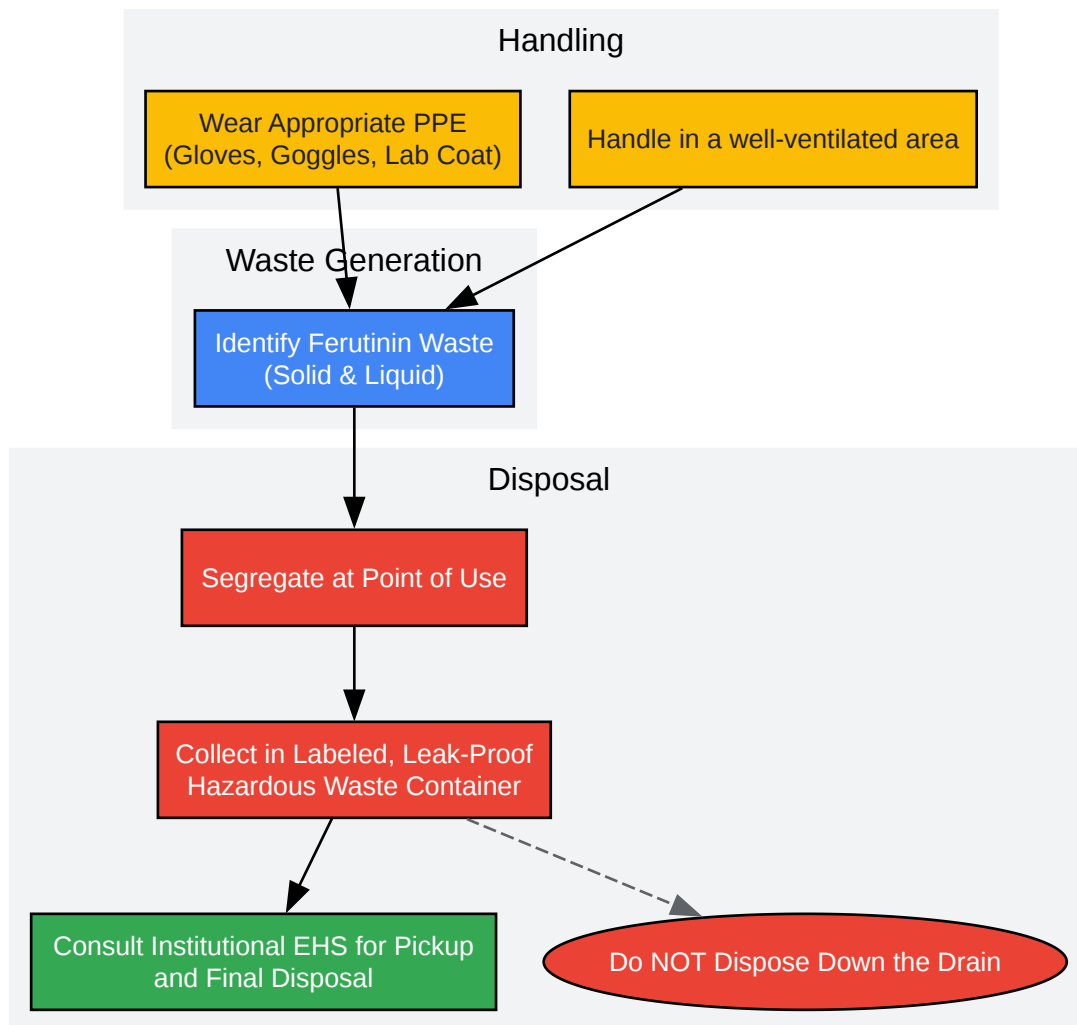 Handling
Wear Appropriate PPE
(Gloves, Goggles, Lab Coat)
Handle in a well-ventilated area
Waste Generation
Identify Ferutinin Waste
(Solid & Liquid)
Disposal
Segregate at Point of Use
Collect in Labeled, Leak-Proof
Hazardous Waste Container
Consult Institutional EHS for Pickup
and Final Disposal
Do NOT Dispose Down the Drain